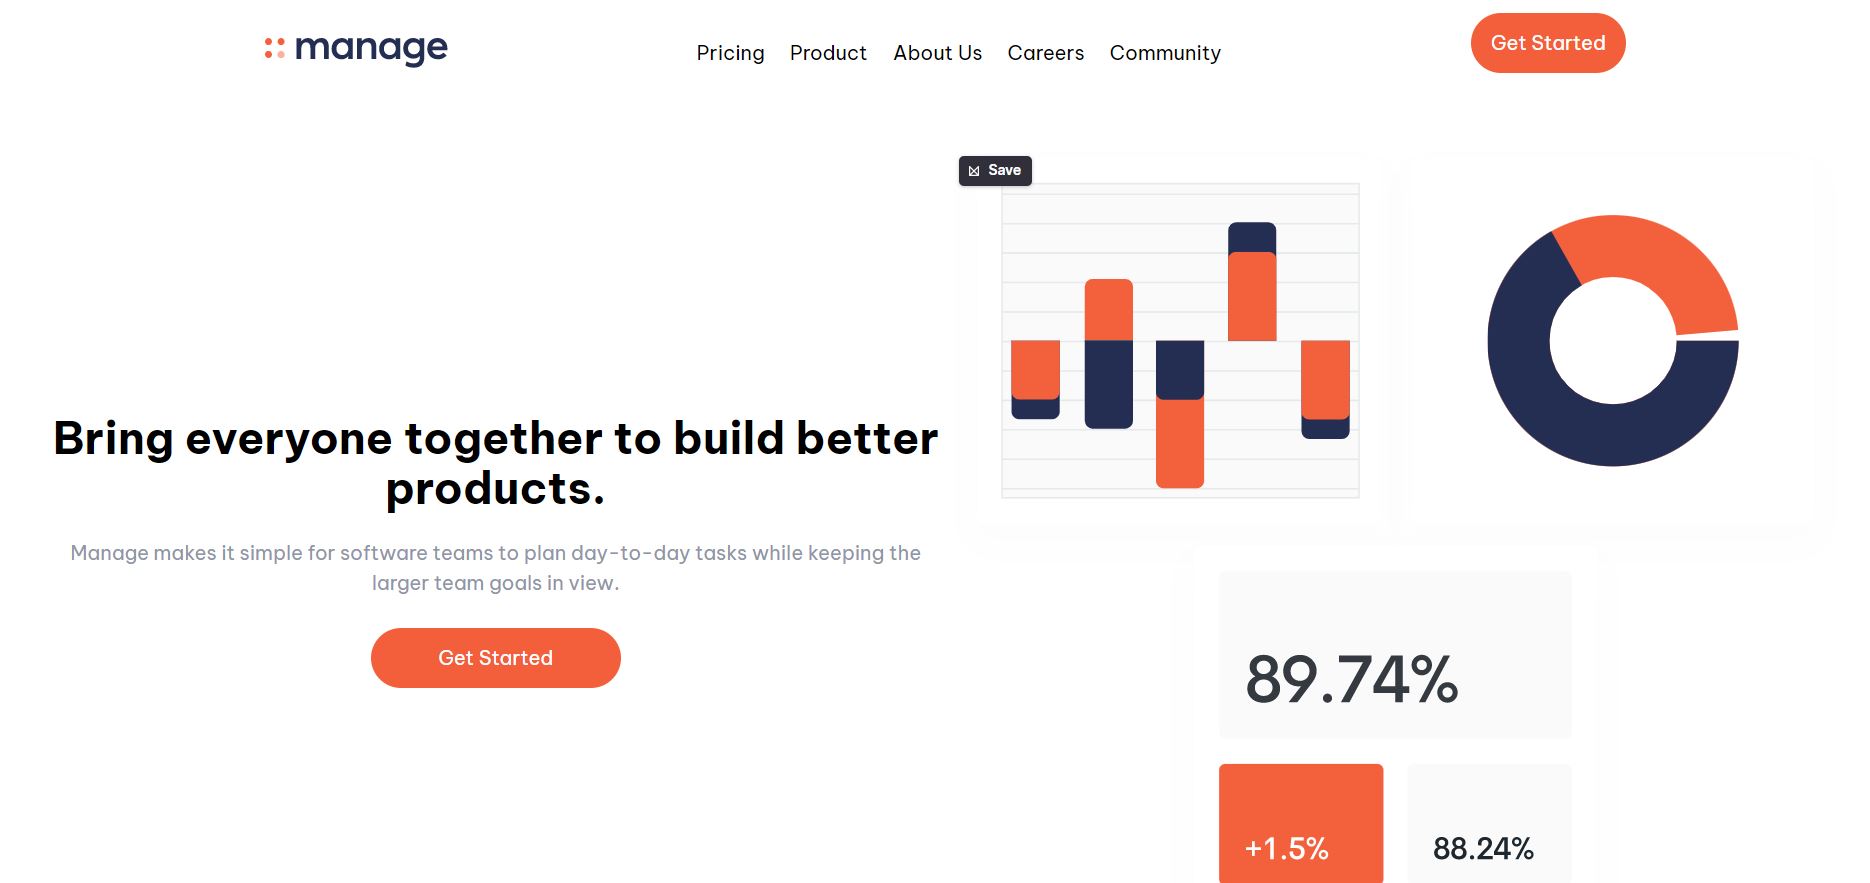 manage
Pricing Product About Us Careers Community
Get Started
Save
Bring everyone together to build better
products.
Manage makes it simple for software teams to plan day-to-day tasks while keeping the
larger team goals in view.
Get Started
89.74%
+1.5%
88.24%